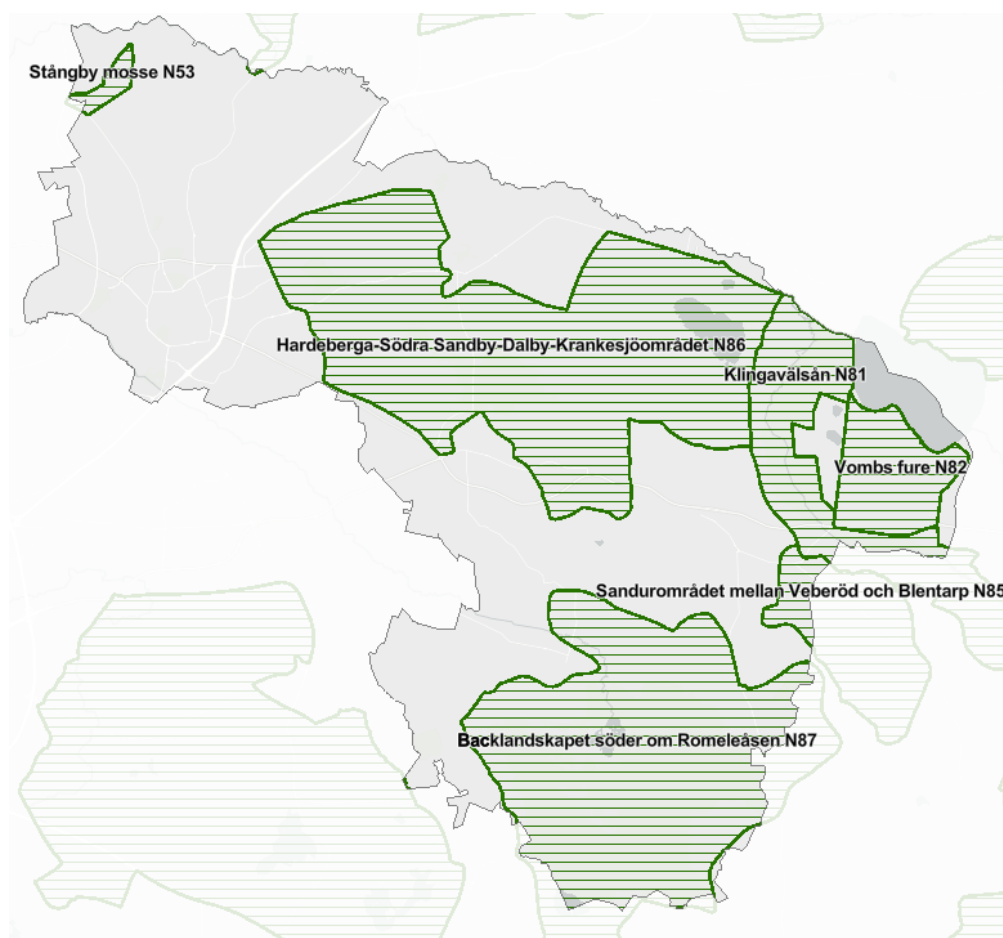 Stångby mosse N53
Hardeberga-Södra Sandby-Dalby-Krankesjöområdet N86
Klingavälsån N81
Vombs fure N82
Sandurområdet mellan Veberöd och Blentarp N85
Backlandskapet söder om Romeleåsen N87